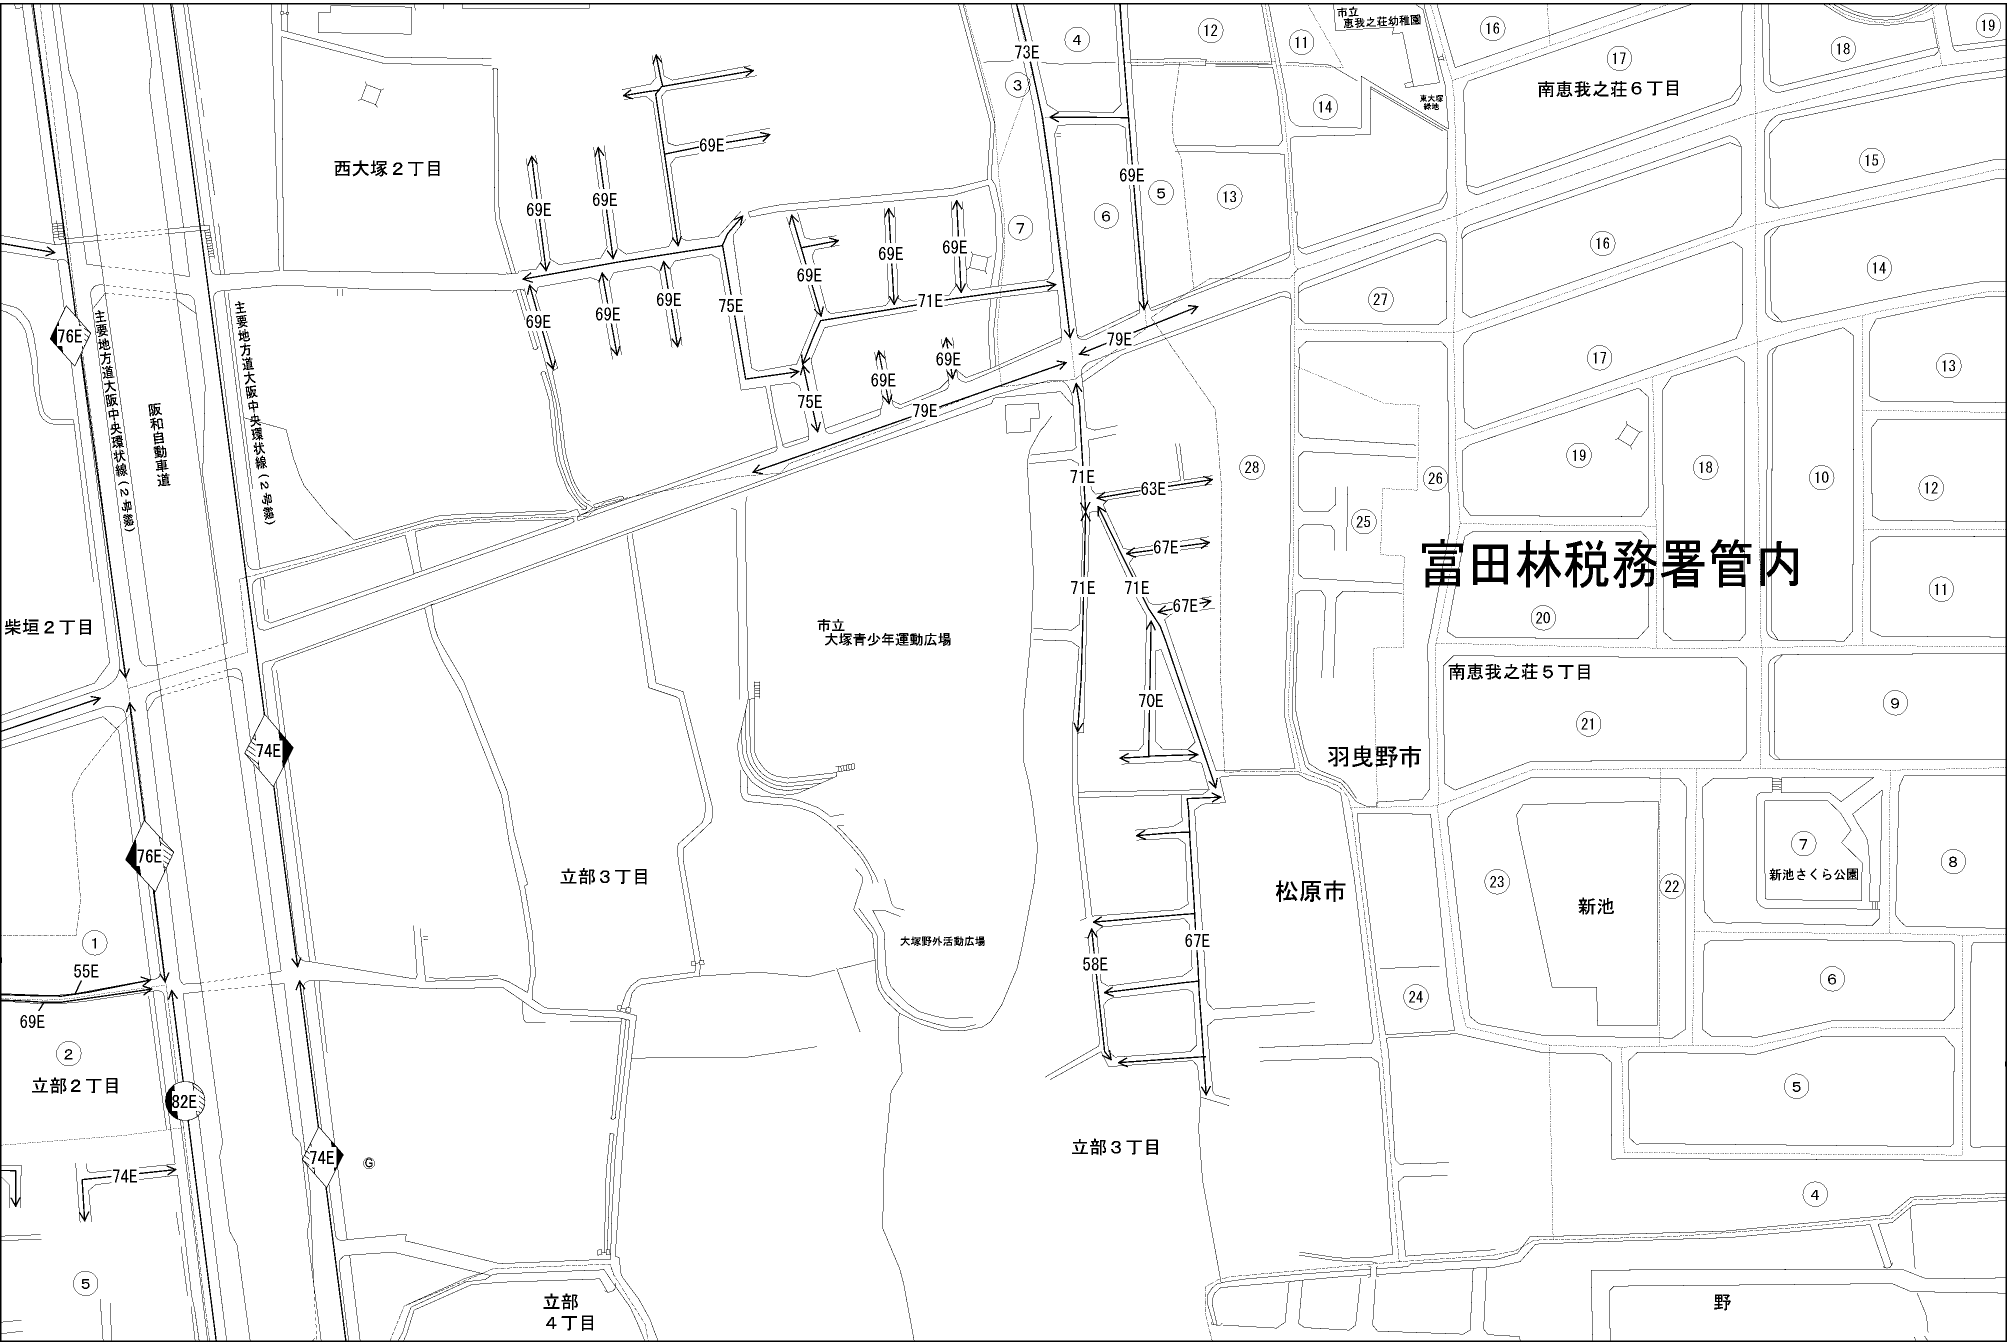 市立
恵我之荘幼稚園
19
16
12
4
11
18
17
73E
3
南恵我之荘６丁目
東大塚
緑地
14
69E
15
西大塚２丁目
69E
5
13
69E
69E
6
7
16
69E
69E
69E
14
69E
75E
71E
27
69E
69E
69E
76E
79E
17
主要地方道大阪中央環状線(２号線)
阪和自動車道
主要地方道大阪中央環状線(２号線)
69E
13
69E
75E
79E
19
18
28
71E
26
10
63E
12
25
67E
富田林税務署管内
71E
71E
11
67E
20
柴垣２丁目
市立
大塚青少年運動広場
南恵我之荘５丁目
70E
9
21
74E
羽曳野市
7
76E
8
立部３丁目
新池さくら公園
23
22
松原市
新池
1
大塚野外活動広場
67E
55E
58E
6
24
69E
2
立部２丁目
5
82E
立部３丁目
74E
G
74E
4
5
立部
４丁目
野